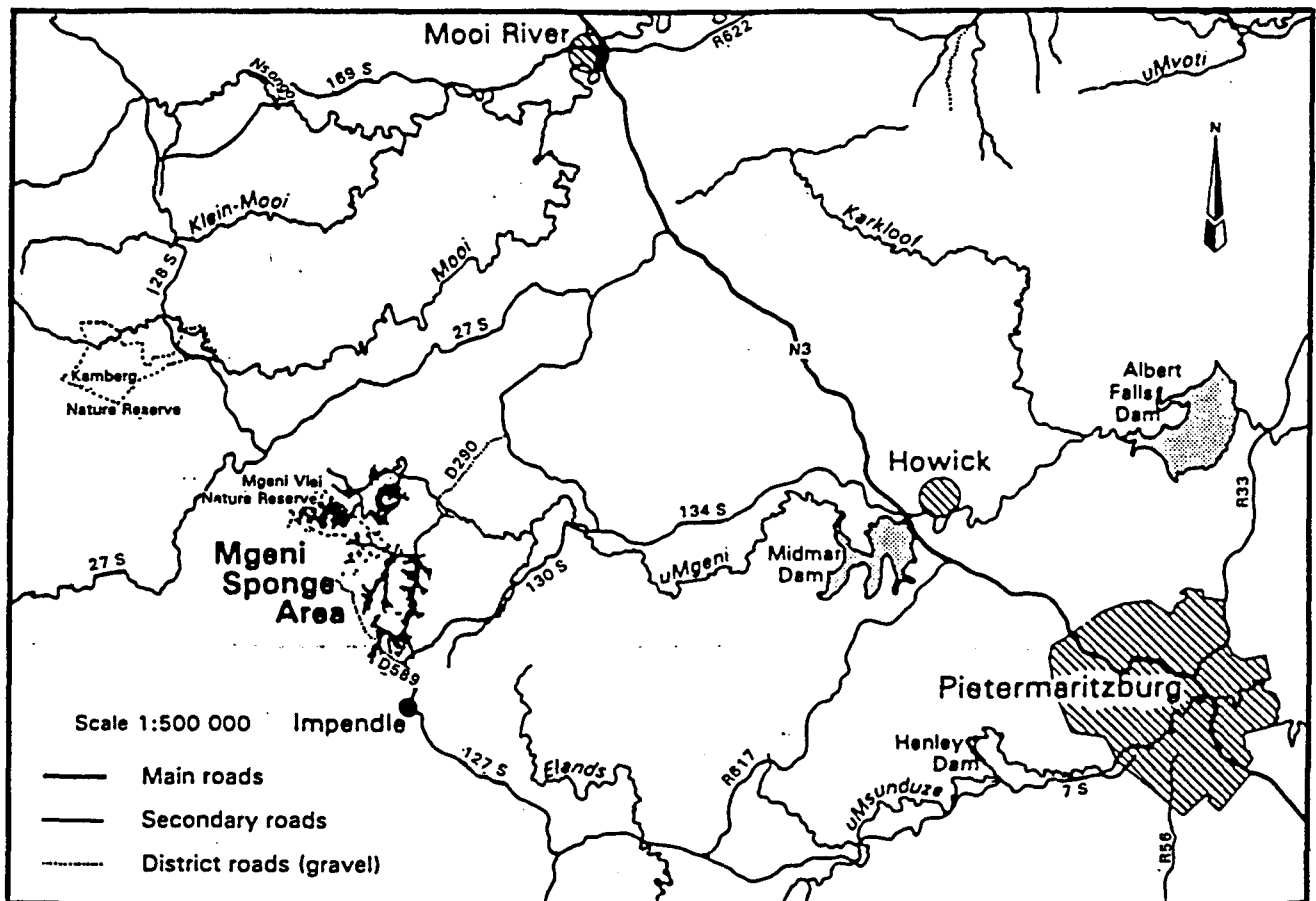 Mooi River
R622
169 S
uMvoti
N
Klein-Mooi
Karkloof
Mooi
128 S
27 S
N3
Kamberg
Nature Reserve
Albert
Falls
Dam
D290
Mgeni Vlei
Nature Reserve
Howick
R33
134 S
Mgeni
Sponge
Area
27 S
130 S
uMgeni
Midmar
Dam
D589
Pietermaritzburg
Scale 1:500 000
Impendle
Henley
Dam
127 S
Elands
R617
uMsunduze
7 S
R56
Main roads
Secondary roads
District roads (gravel)